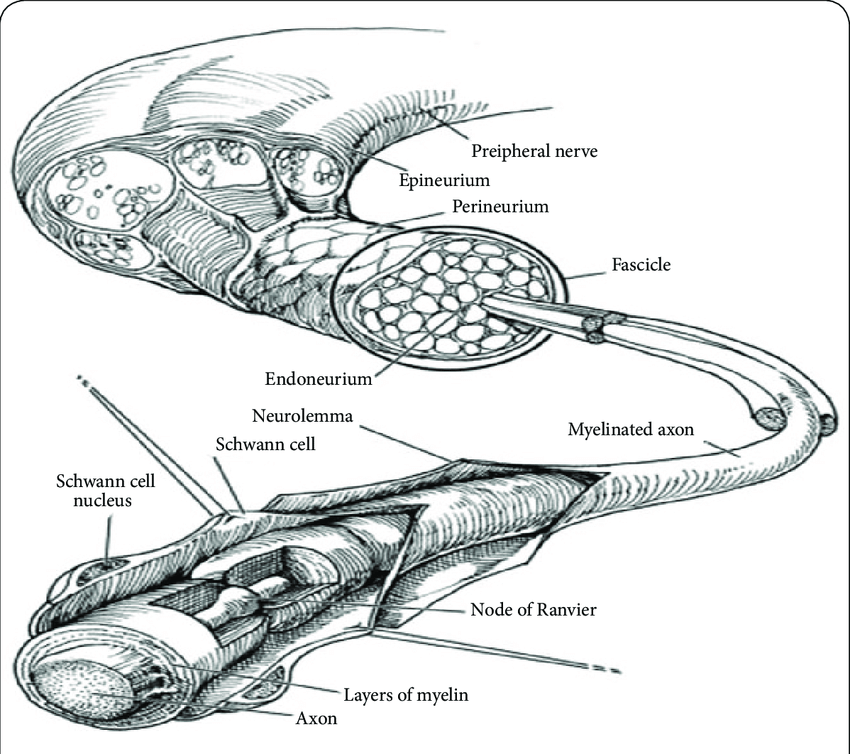 Preipheral nerve
Epineurium
Perineurium
Fascicle
Endoneurium
Neurolemma
Schwann cell
Myelinated axon
Schwann cell
nucleus
Node of Ranvier
Layers of myelin
Axon